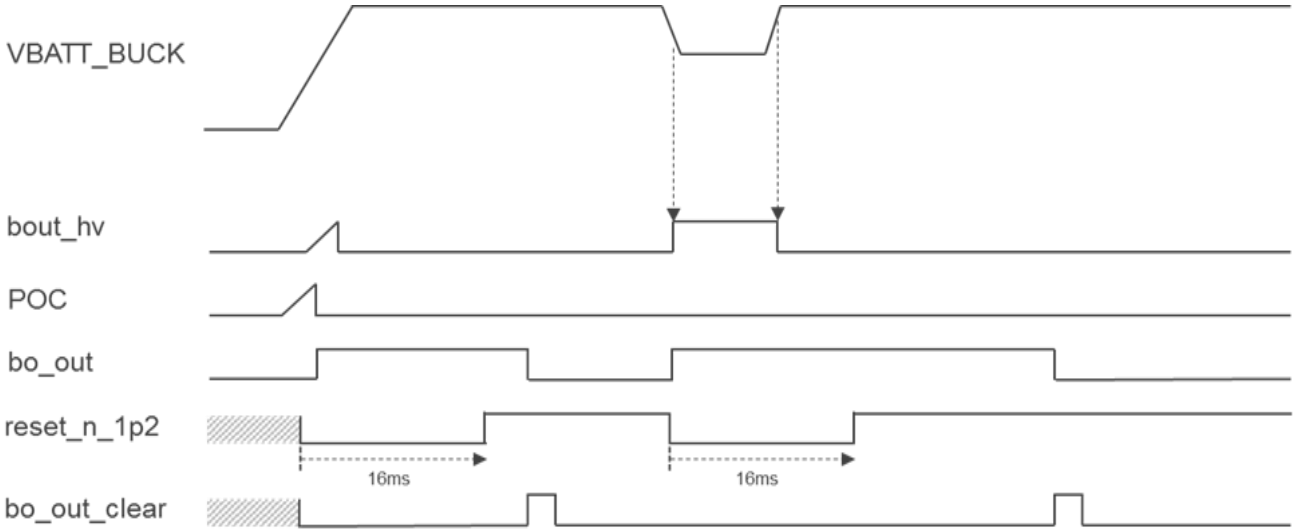 VBATT_BUCK
bout_hv
POC
bo_out
reset_n_1p2
16ms 16ms
bo_out_clear